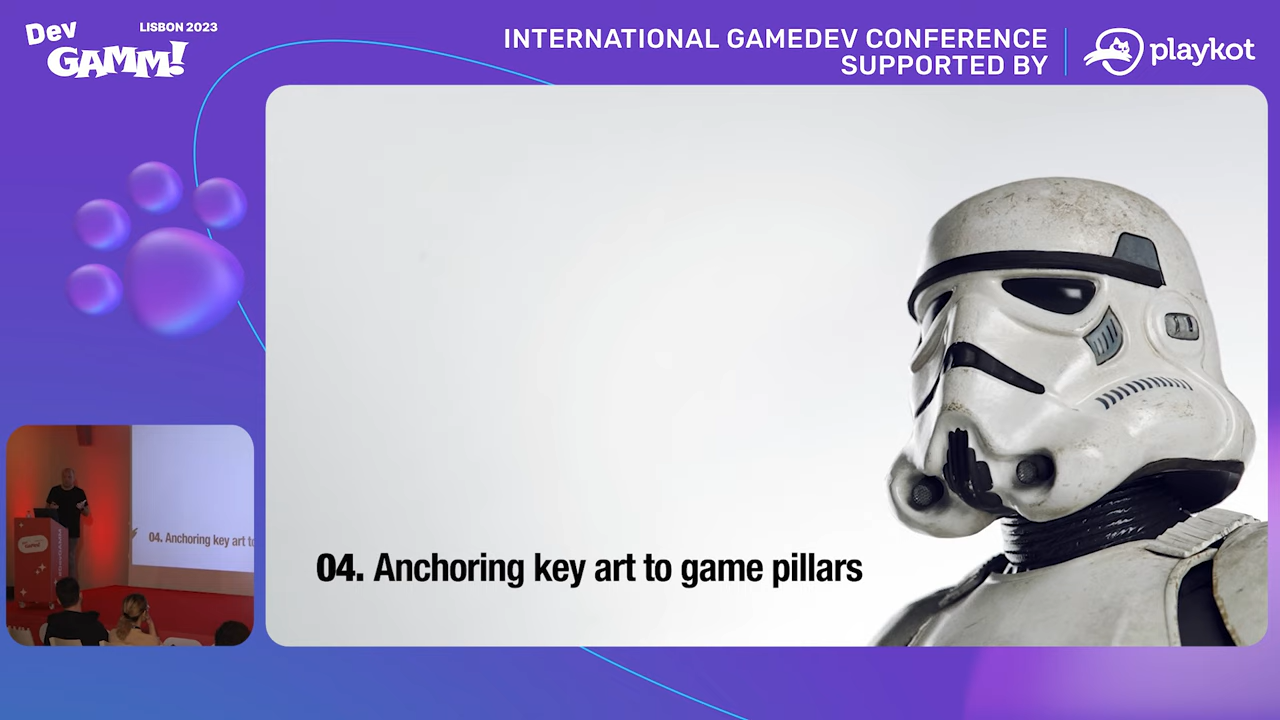 Dev
GAMM!
LISBON 2023
INTERNATIONAL GAMEDEV CONFERENCE
SUPPORTED BY
playkot
04. Anchoring key art to game pillars
04. Anchoring key art to